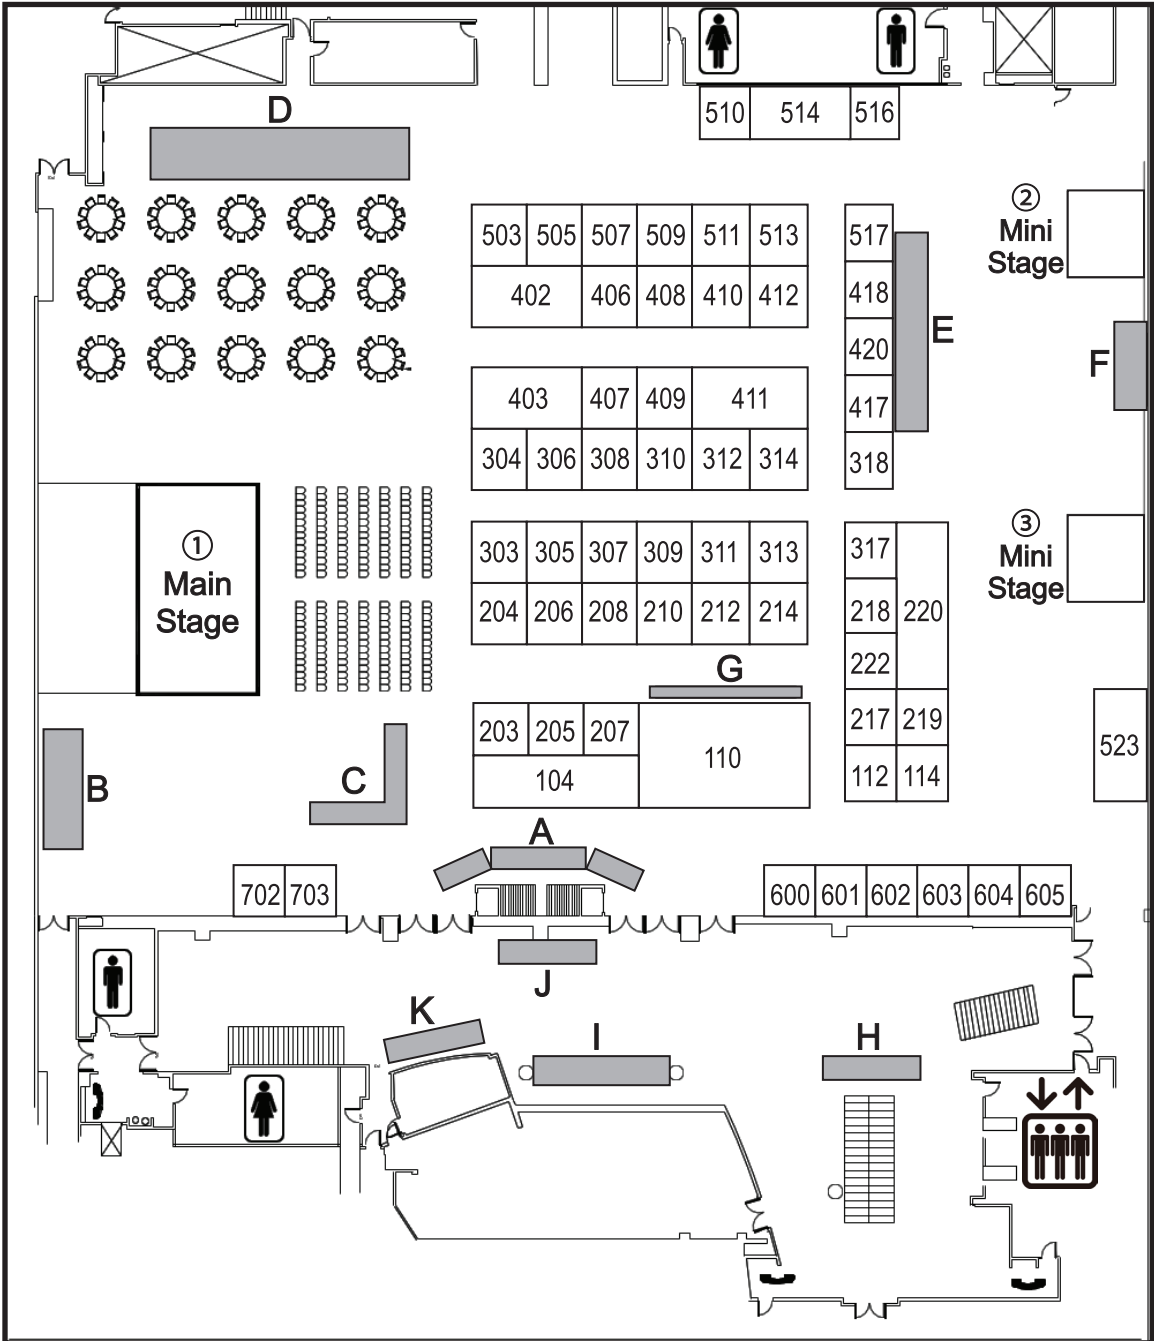 510 514 516
D
② Mini Stage
503 505 507 509 511 513
517
402 406 408 410 412
418
E
420
F
403 407 409 411
417
304 306 308 310 312 314
318
① Main Stage
③ Mini Stage
303 305 307 309 311 313
317
204 206 208 210 212 214
218 220
222
G
203 205 207
217 219
110
523
104
112 114
B
C
A
702 703
600 601 602 603 604 605
J
K
I
H